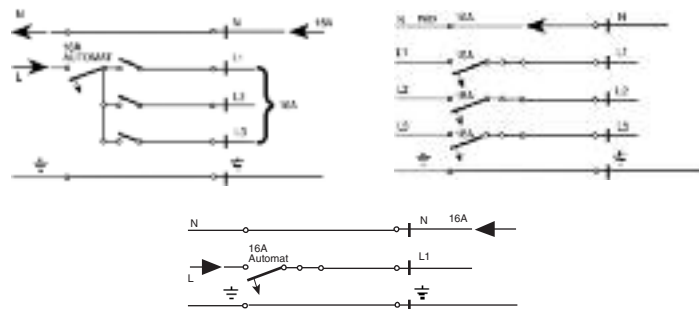 N N 16A
16A
AUTOMAT L1
L
L2 16A
L3
N 16A N
L1 16A L1
L2 16A L2
L3 16A L3
N N 16A
16A
Automat L1
L